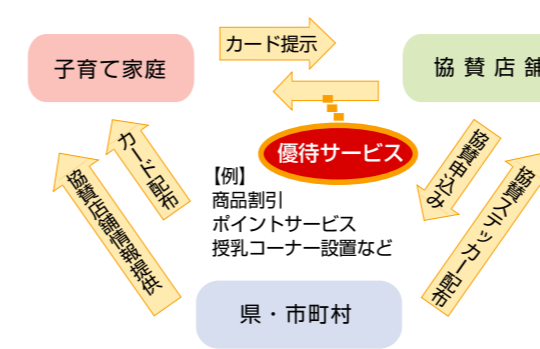 カード提示
子育て家庭
協賛店舗
優待サービス
カード配布
協賛店舗情報提供
協賛申込み
協賛ステッカー配布
【例】
商品割引
ポイントサービス
授乳コーナー設置など
県・市町村